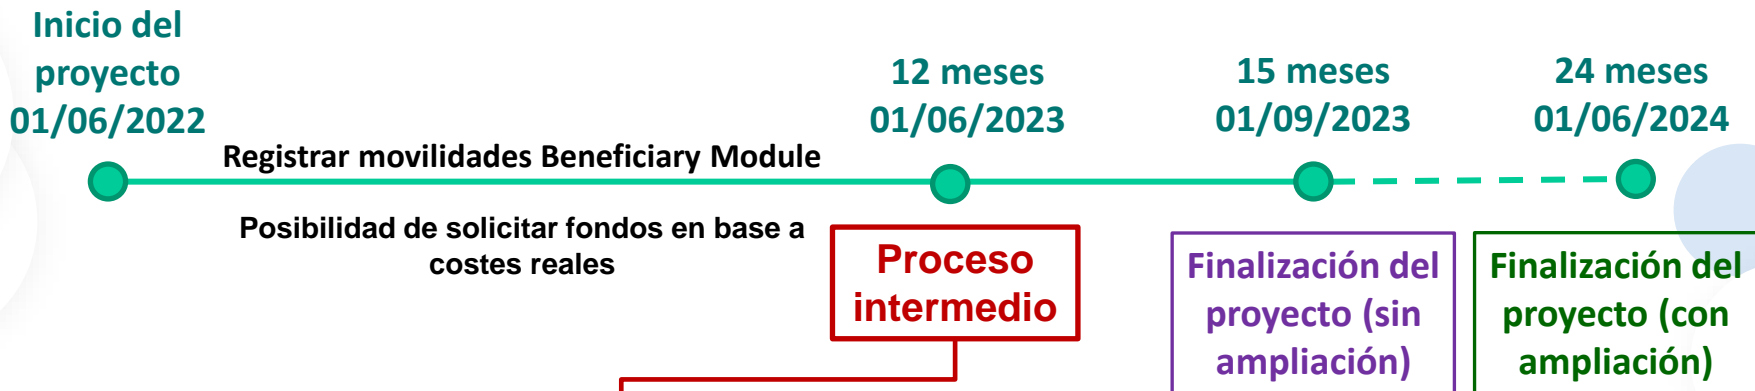 Inicio del
proyecto
01/06/2022
12 meses
01/06/2023
15 meses
01/09/2023
24 meses
01/06/2024
Registrar movilidades Beneficiary Module
Posibilidad de solicitar fondos en base a
costes reales
Proceso
intermedio
Finalización del
proyecto (sin
ampliación)
Finalización del
proyecto (con
ampliación)